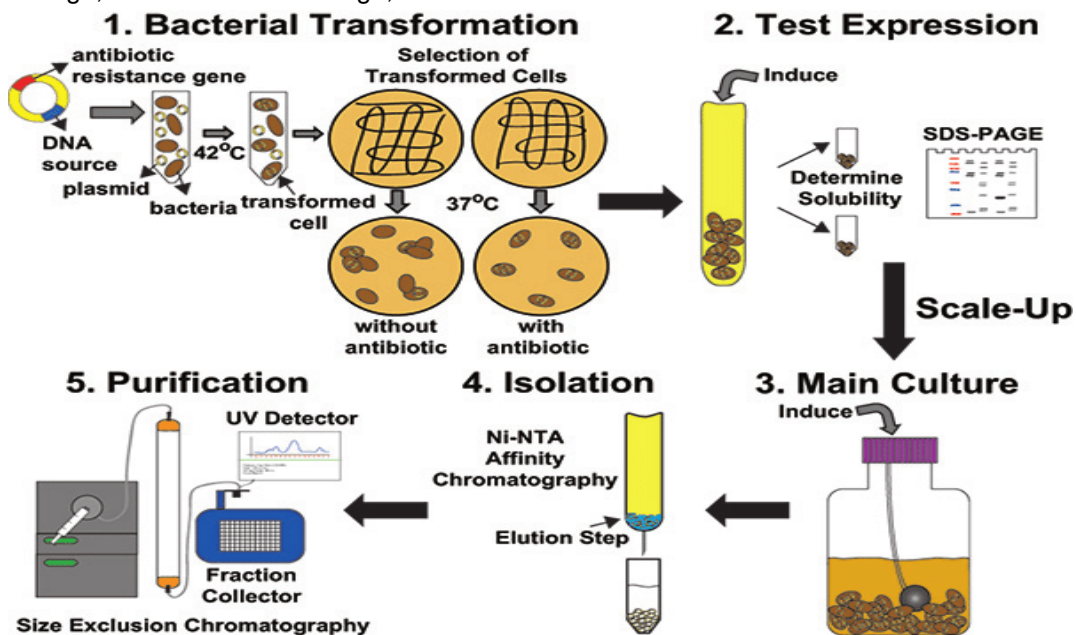 1. Bacterial Transformation
antibiotic
resistance gene
DNA
source
plasmid
bacteria
42°C
transformed
cell
Selection of
Transformed Cells
37°C
without
antibiotic
with
antibiotic
2. Test Expression
Induce
Determine
Solubility
SDS-PAGE
Scale-Up
3. Main Culture
Induce
4. Isolation
Ni-NTA
Affinity
Chromatography
Elution Step
5. Purification
UV Detector
Fraction
Collector
Size Exclusion Chromatography